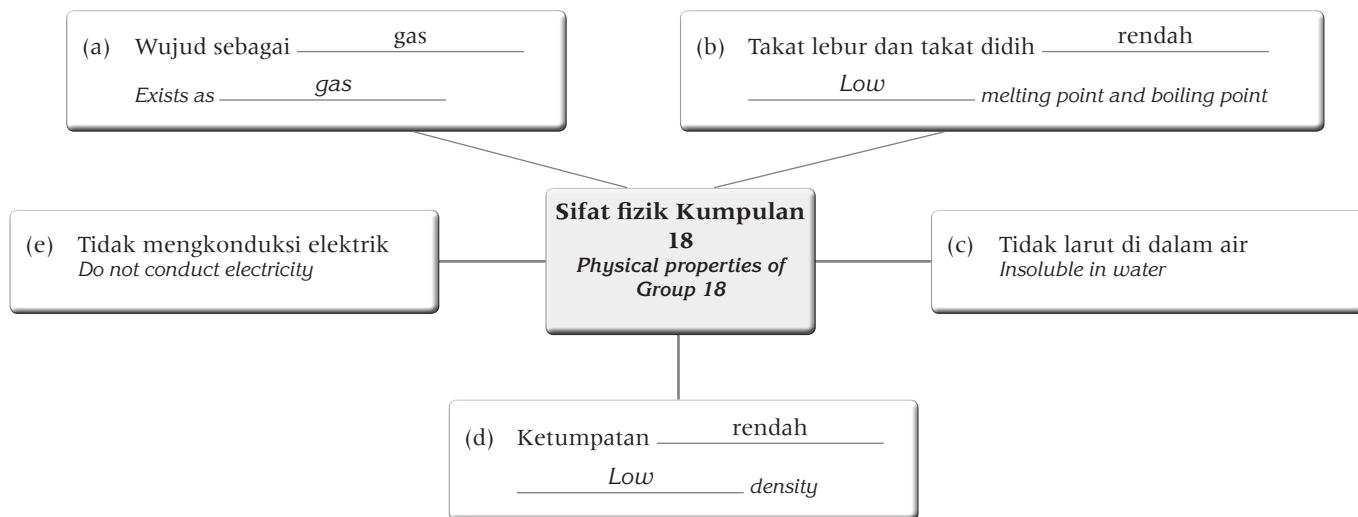 (a) Wujud sebagai gas
Exists as gas
(b) Takat lebur dan takat didih rendah
Low melting point and boiling point
Sifat fizik Kumpulan
18
Physical properties of
Group 18
(e) Tidak mengkonduksi elektrik
Do not conduct electricity
(c) Tidak larut di dalam air
Insoluble in water
(d) Ketumpatan rendah
Low density